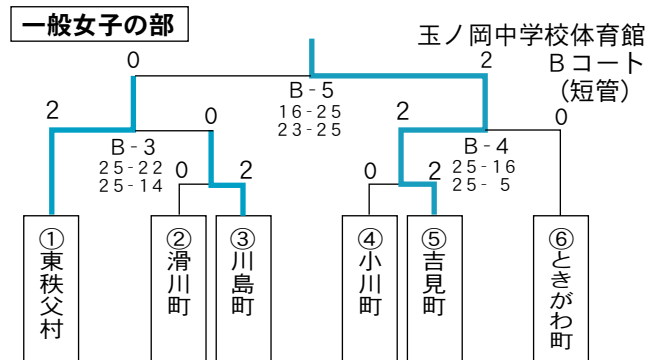 一般女子の部
玉ノ岡中学校体育館
Bコート
(短管)
0
2
B-5
16-25
23-25
2
0
2
0
B-3
25-22
25-14
B-4
25-16
25- 5
0
2
0
2
①東秩父村
②滑川町
③川島町
④小川町
⑤吉見町
⑥ときがわ町